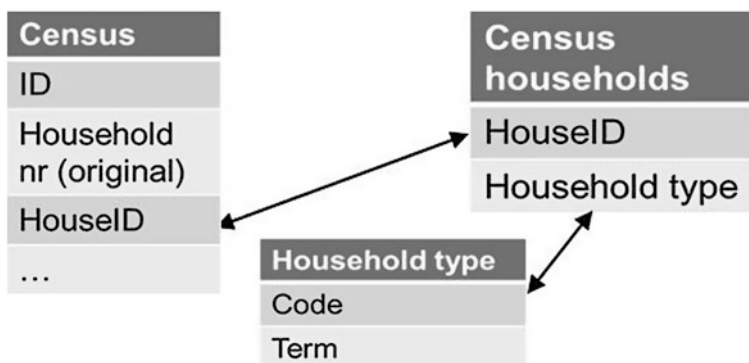 Census
ID
Household
nr (original)
HouseID
...
Census
households
HouseID
Household type
Household type
Code
Term